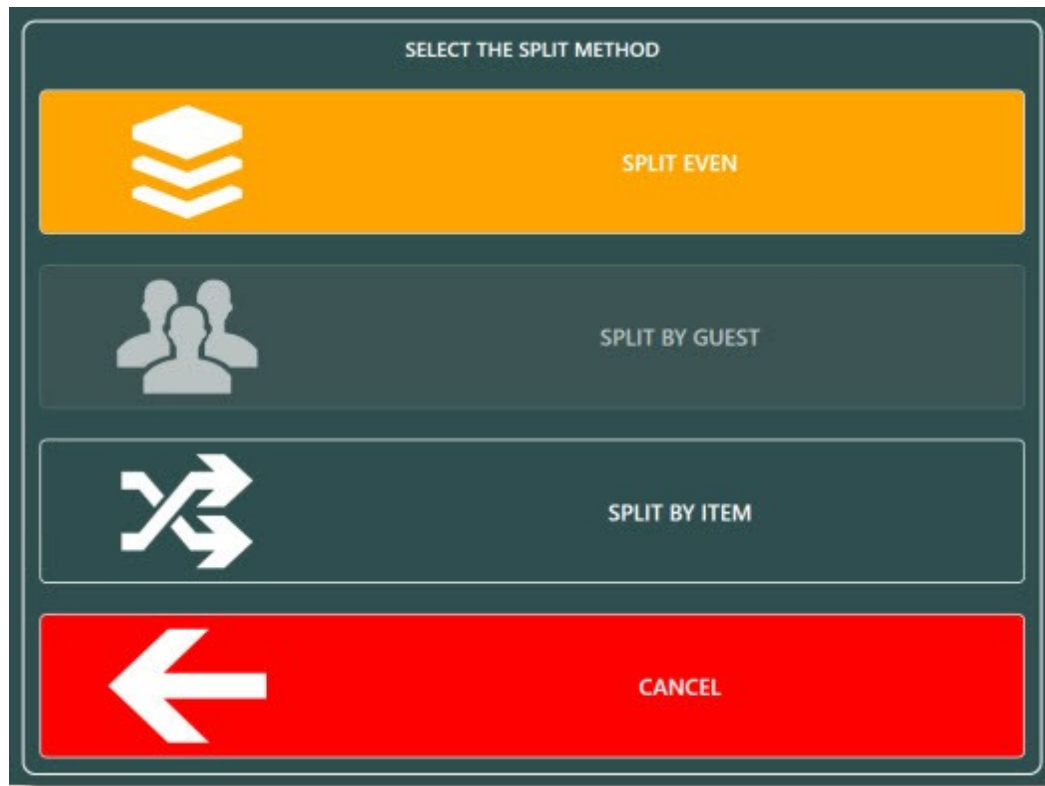 SELECT THE SPLIT METHOD
SPLIT EVEN
SPLIT BY GUEST
SPLIT BY ITEM
CANCEL